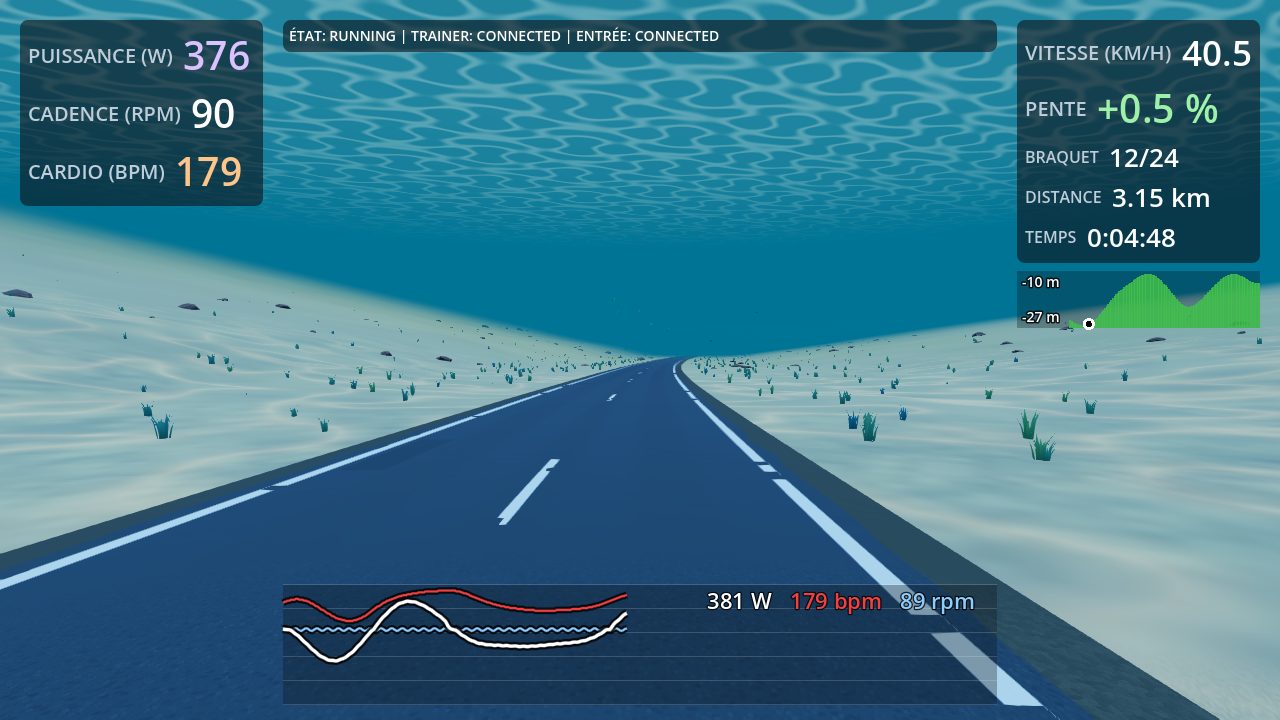 PUISSANCE (W) 376
CADENCE (RPM) 90
CARDIO (BPM) 179
ÉTAT: RUNNING | TRAINER: CONNECTED | ENTRÉE: CONNECTED
VITESSE (KM/H) 40.5
PENTE +0.5 %
BRAQUET 12/24
DISTANCE 3.15 km
TEMPS 0:04:48
-10 m
-27 m
381 W 179 bpm 89 rpm